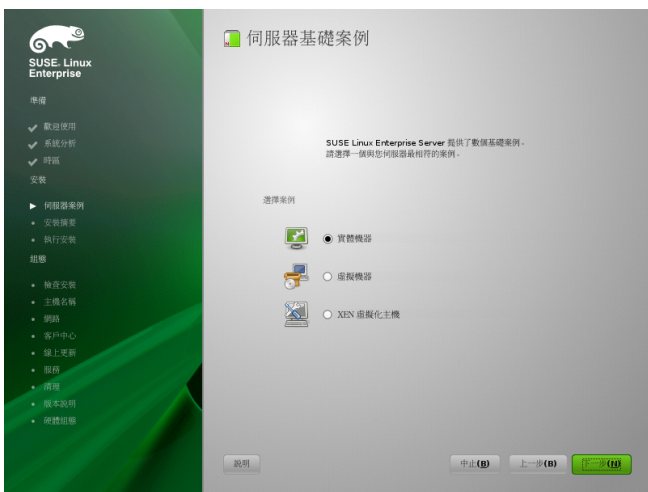 SUSE. Linux
Enterprise
準備
歡迎使用
系統分析
時區
安裝
伺服器案例
安裝摘要
執行安裝
組態
檢查安裝
主機名稱
網路
客戶中心
線上更新
服務
清理
版本說明
硬體組態
伺服器基礎案例
SUSE Linux Enterprise Server 提供了數個基礎案例。
請選擇一個與您伺服器最相符的案例。
選擇案例
實體機器
虛擬機器
XEN 虛擬化主機
說明
中止(B)
上一步(B)
下一步(N)